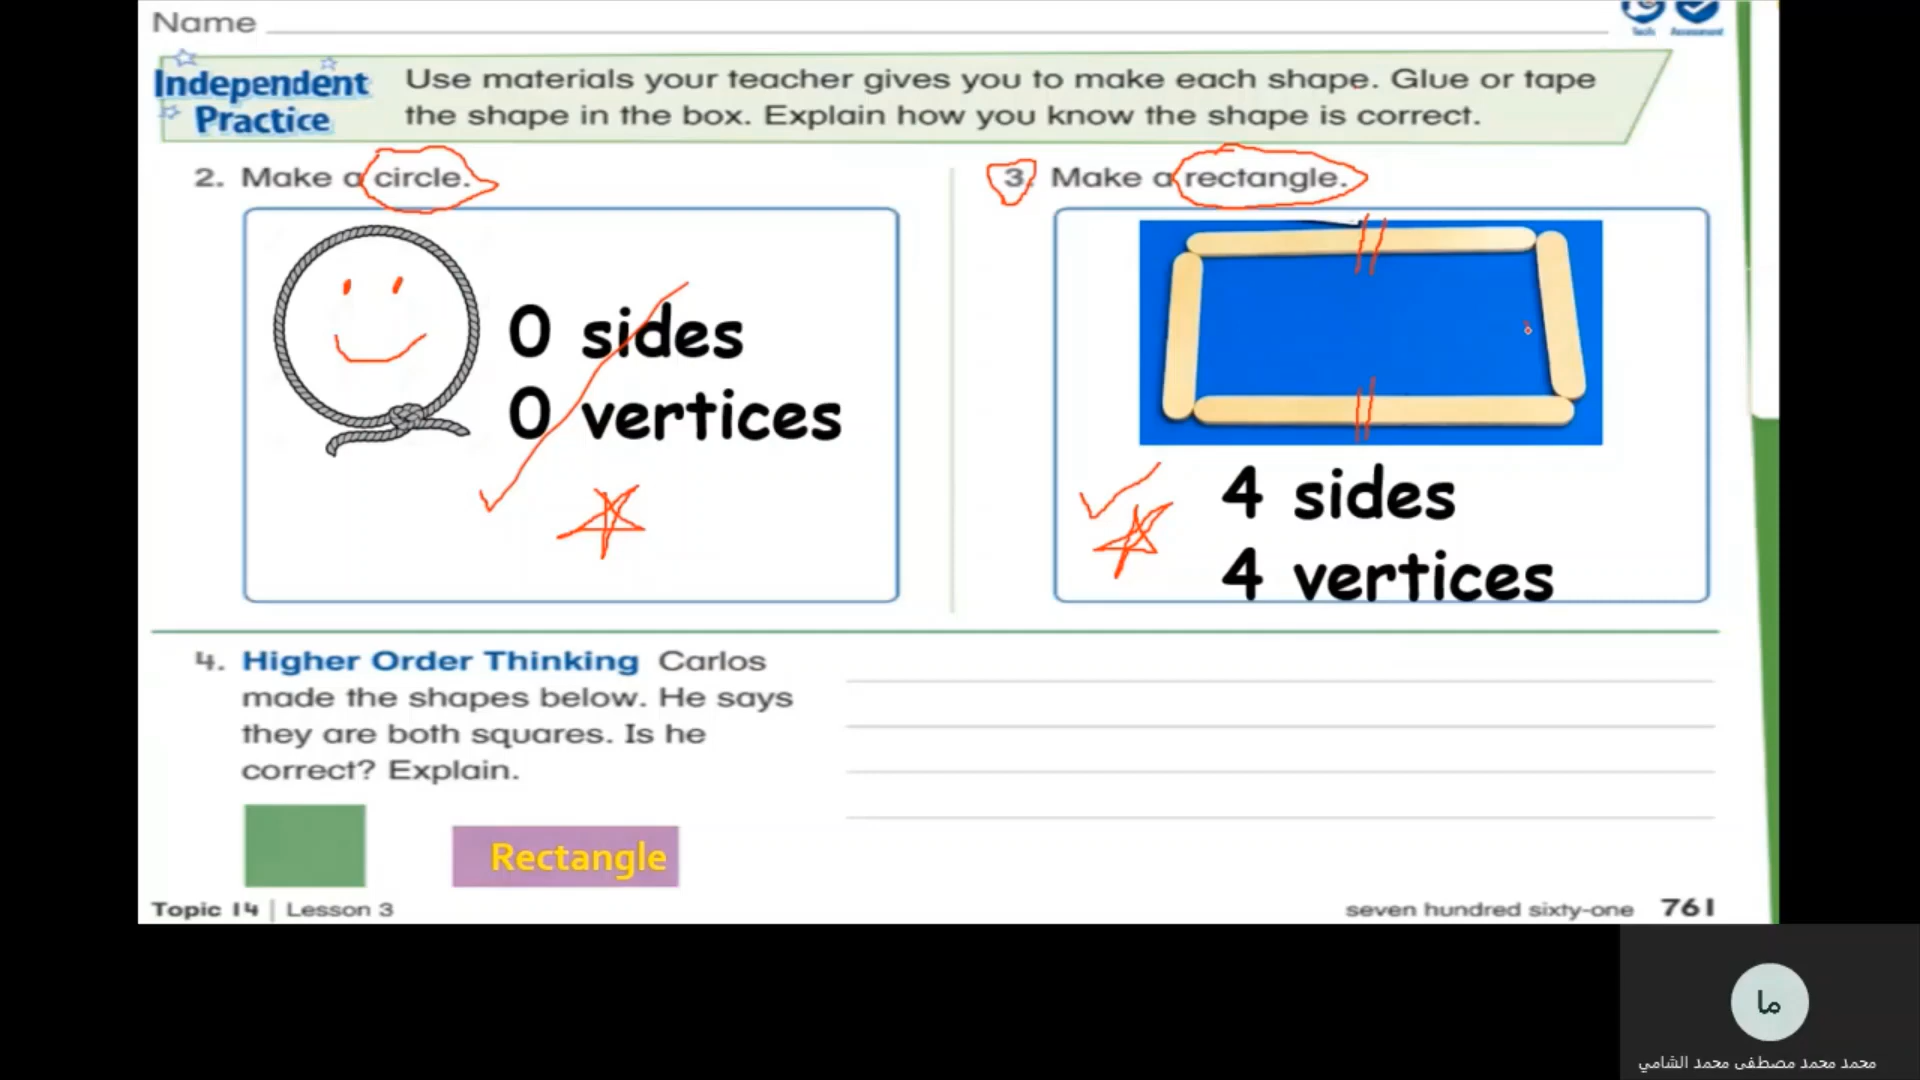 Name
Tools Assessment
Independent Practice
Use materials your teacher gives you to make each shape. Glue or tape
the shape in the box. Explain how you know the shape is correct.
2. Make a circle.
0 sides
0 vertices
3. Make a rectangle.
4 sides
4 vertices
4. Higher Order Thinking Carlos
made the shapes below. He says
they are both squares. Is he
correct? Explain.
Rectangle
Topic 14 | Lesson 3
seven hundred sixty-one 761
ما
محمد محمد مصطفى محمد الشامي